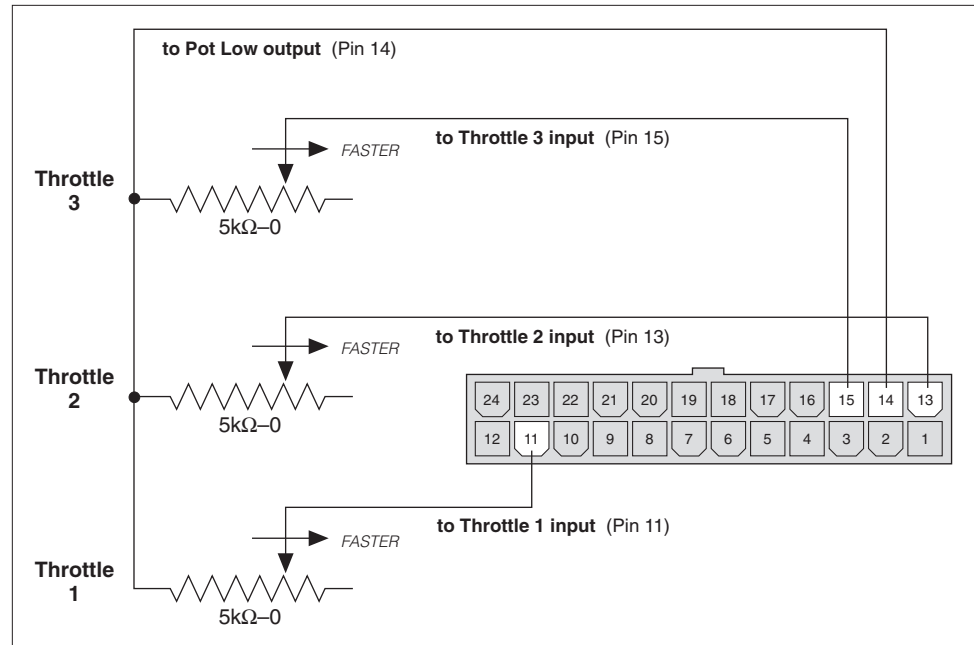 to Pot Low output (Pin 14)
to Throttle 3 input (Pin 15)
FASTER
Throttle
3
5kΩ–0
to Throttle 2 input (Pin 13)
FASTER
Throttle
2
5kΩ–0
24 23 22 21 20 19 18 17 16 15 14 13
12 11 10 9 8 7 6 5 4 3 2 1
to Throttle 1 input (Pin 11)
FASTER
Throttle
1
5kΩ–0